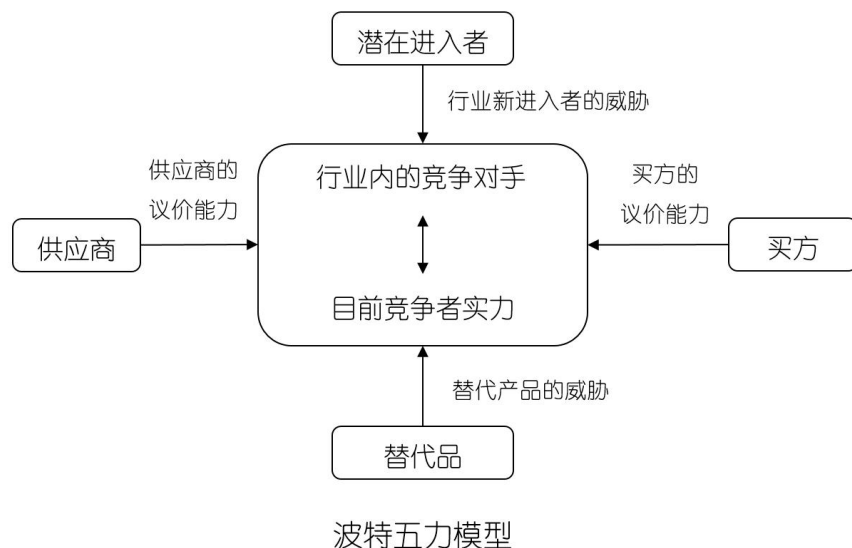 潜在进入者
行业新进入者的威胁
行业内的竞争对手
供应商的
议价能力
买方的
议价能力
供应商
买方
目前竞争者实力
替代产品的威胁
替代品
波特五力模型